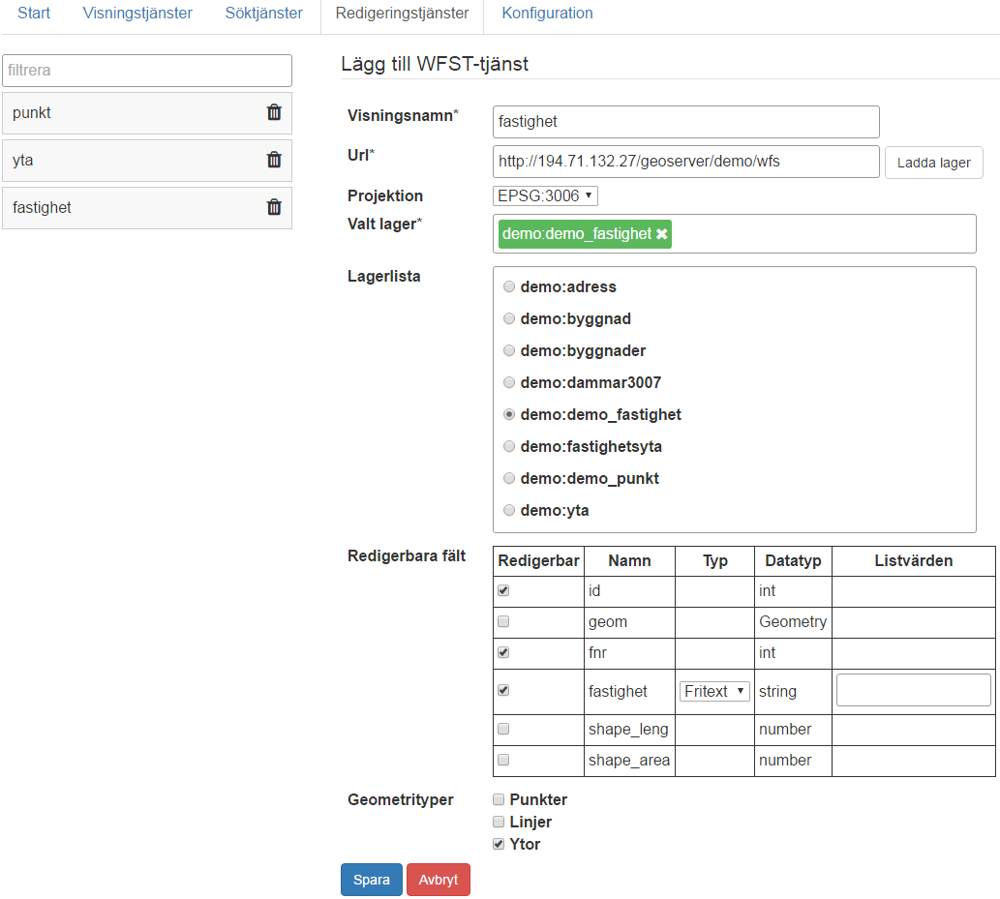 Start Visningstjänster Söktjänster Redigeringstjänster Konfiguration
filtrera
punkt
yta
fastighet
Lägg till WFST-tjänst
Visningsnamn* fastighet
Url* http://194.71.132.27/geoserver/demo/wfs Ladda lager
Projektion EPSG:3006
Valt lager* demo:demo_fastighet
Lagerlista
demo:adress
demo:byggnad
demo:byggnader
demo:dammar3007
demo:demo_fastighet
demo:fastighetsyta
demo:demo_punkt
demo:yta
Redigerbara fält
Redigerbar Namn Typ Datatyp Listvärden
id int
geom Geometry
fnr int
fastighet Fritext string
shape_leng number
shape_area number
Geometrityper
Punkter
Linjer
Ytor
Spara Avbryt